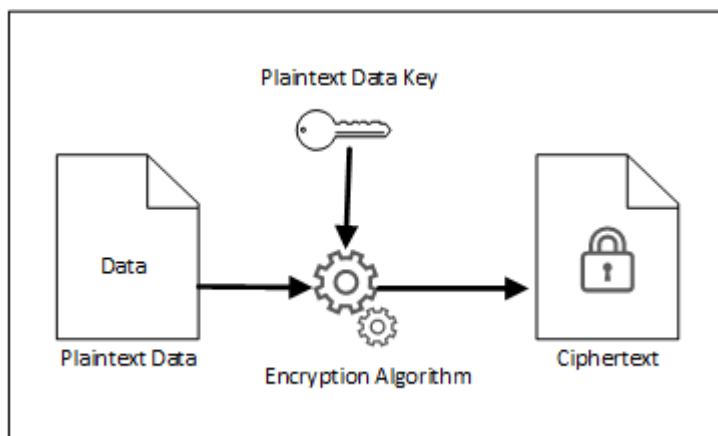 Plaintext Data Key
Data
Plaintext Data
Encryption Algorithm
Ciphertext